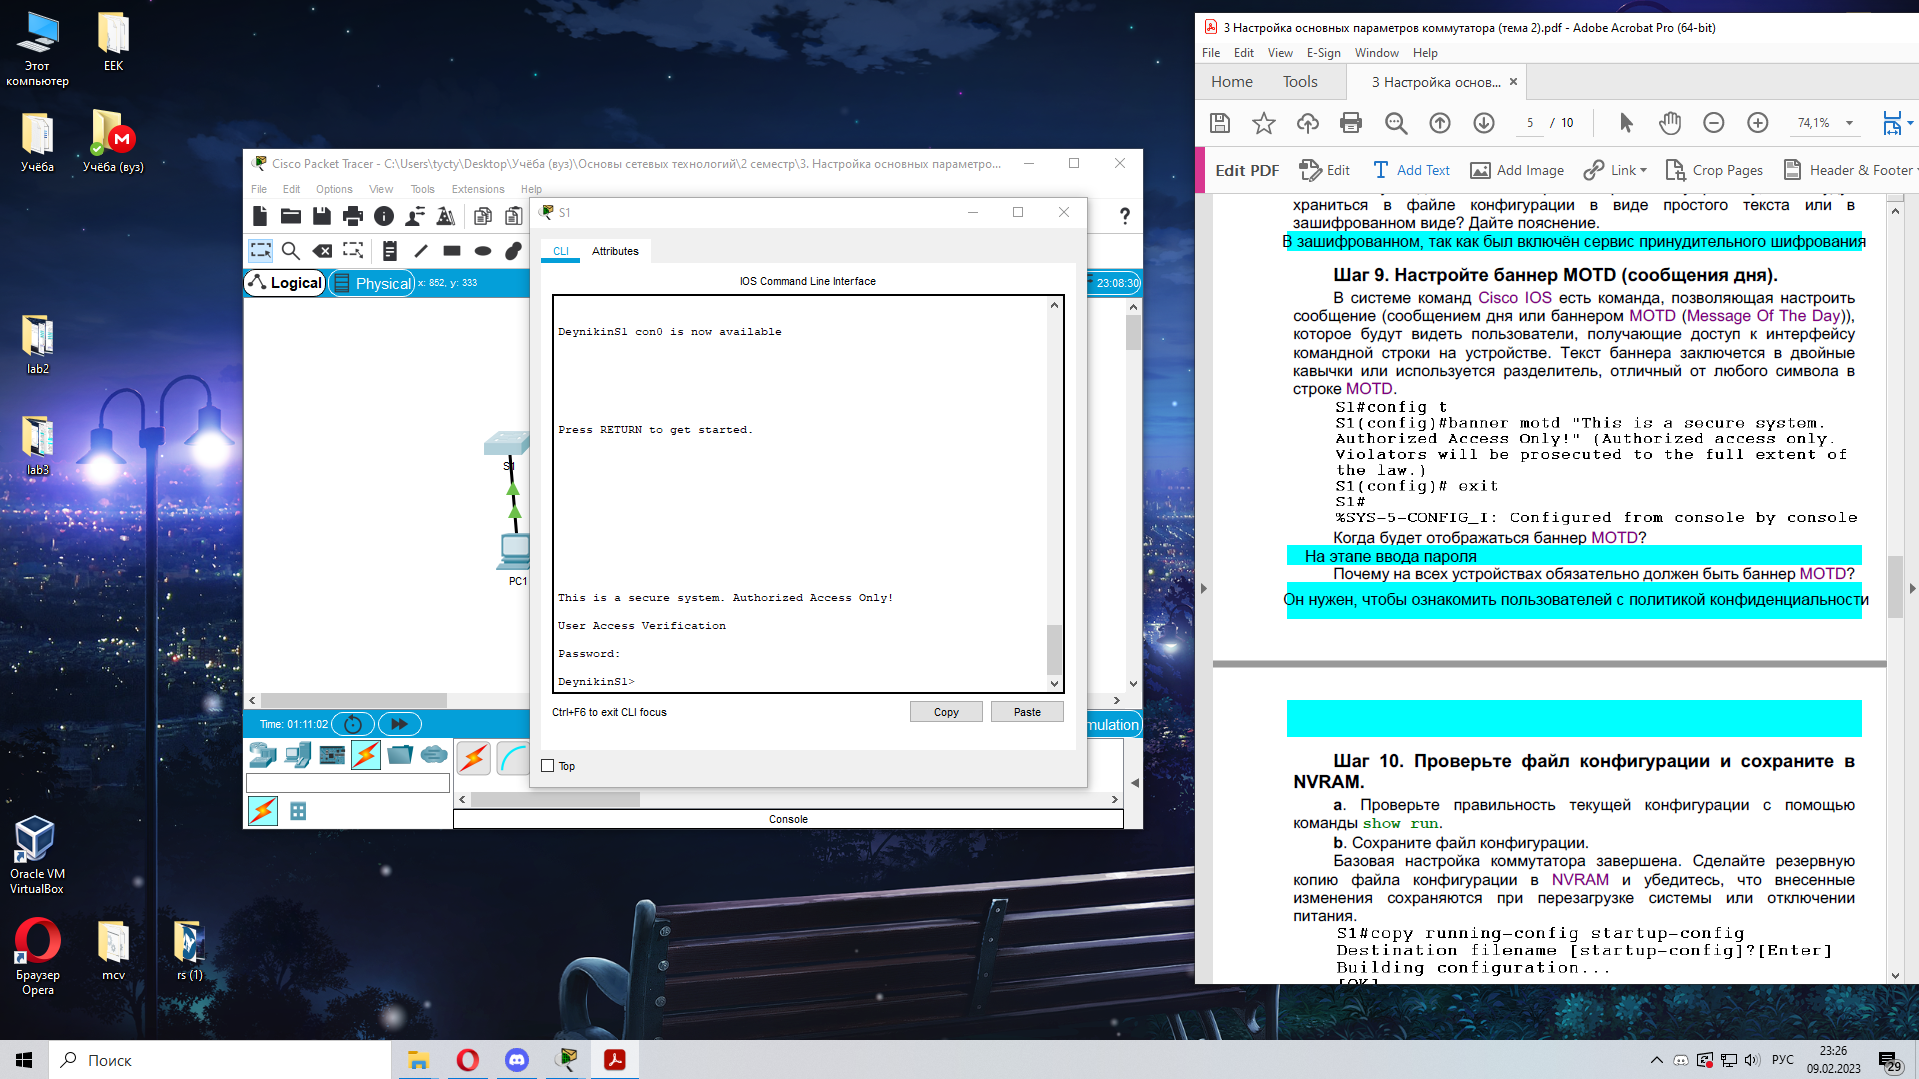 Этот компьютер
EEK
Учёба
Учёба (вуз)
lab2
lab3
Oracle VM VirtualBox
Браузер Opera
mcv
rs (1)
Cisco Packet Tracer - C:\Users\tycty\Desktop\Учёба (вуз)\Основы сетевых технологий\2 семестр\3. Настройка основных параметро...
File Edit Options View Tools Extensions Help
Logical
Physical
x: 852, y: 333
23:08:30
S1
PC1
Time: 01:11:02
mulation
Console
S1
CLI
Attributes
IOS Command Line Interface
DeynikinS1 con0 is now available
Press RETURN to get started.
This is a secure system. Authorized Access Only!
User Access Verification
Password:
DeynikinS1>
Ctrl+F6 to exit CLI focus
Copy
Paste
Top
3 Настройка основных параметров коммутатора (тема 2).pdf - Adobe Acrobat Pro (64-bit)
File Edit View E-Sign Window Help
Home Tools 3 Настройка основ...
5 / 10
74,1%
Edit PDF
Edit
Add Text
Add Image
Link
Crop Pages
Header & Footer
храниться в файле конфигурации в виде простого текста или в
зашифрованном виде? Дайте пояснение.
В зашифрованном, так как был включён сервис принудительного шифрования
Шаг 9. Настройте баннер MOTD (сообщения дня).
В системе команд Cisco IOS есть команда, позволяющая настроить
сообщение (сообщением дня или баннером MOTD (Message Of The Day)),
которое будут видеть пользователи, получающие доступ к интерфейсу
командной строки на устройстве. Текст баннера заключется в двойные
кавычки или используется разделитель, отличный от любого символа в
строке MOTD.
S1#config t
S1(config)#banner motd "This is a secure system.
Authorized Access Only!" (Authorized access only.
Violators will be prosecuted to the full extent of
the law.)
S1(config)# exit
S1#
%SYS-5-CONFIG_I: Configured from console by console
Когда будет отображаться баннер MOTD?
На этапе ввода пароля
Почему на всех устройствах обязательно должен быть баннер MOTD?
Он нужен, чтобы ознакомить пользователей с политикой конфиденциальности
Шаг 10. Проверьте файл конфигурации и сохраните в
NVRAM.
a. Проверьте правильность текущей конфигурации с помощью
команды show run.
b. Сохраните файл конфигурации.
Базовая настройка коммутатора завершена. Сделайте резервную
копию файла конфигурации в NVRAM и убедитесь, что внесенные
изменения сохраняются при перезагрузке системы или отключении
питания.
S1#copy running-config startup-config
Destination filename [startup-config]?[Enter]
Building configuration...
[OK]
Поиск
РУС
23:26
09.02.2023
29